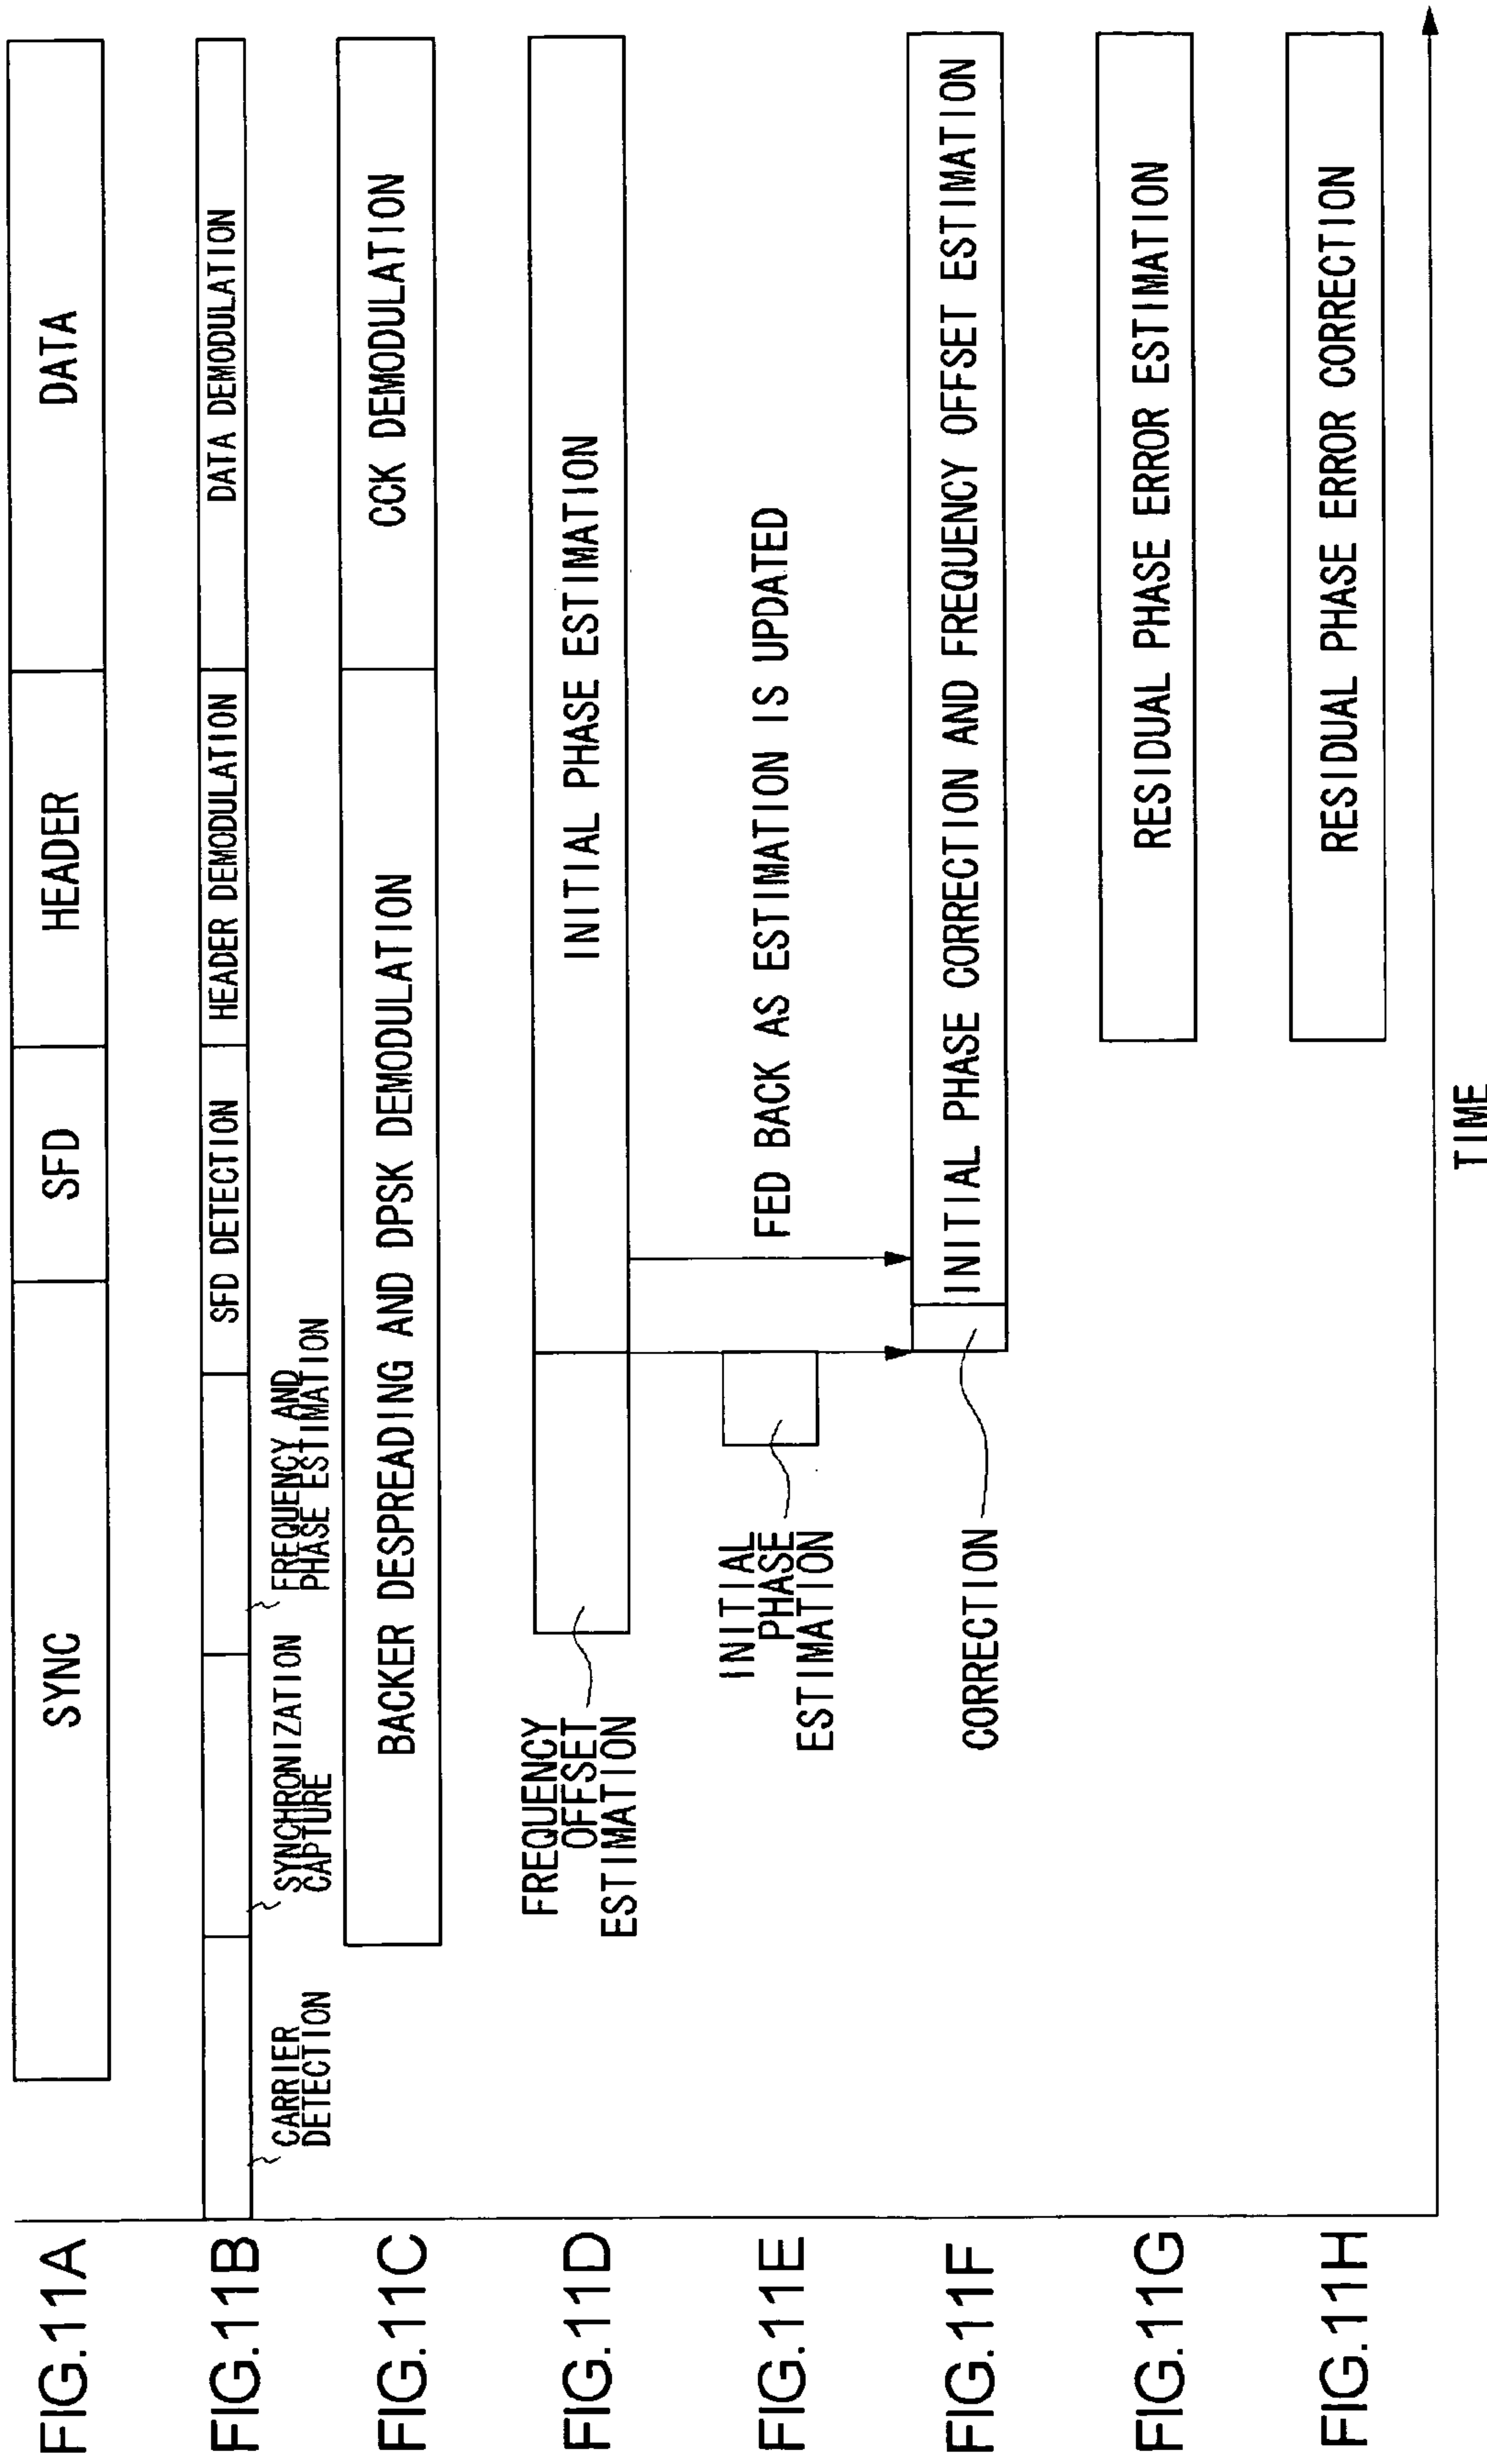 FIG.11A
SYNC
SFD
HEADER
DATA
FIG.11B
SFD DETECTION
HEADER DEMODULATION
DATA DEMODULATION
CARRIER
DETECTION
SYNCHRONIZATION
CAPTURE
FREQUENCY AND
PHASE ESTIMATION
FIG.11C
BACKER DESPREADING AND DPSK DEMODULATION
CCK DEMODULATION
FIG.11D
FREQUENCY
OFFSET
ESTIMATION
INITIAL PHASE ESTIMATION
FIG.11E
INITIAL
PHASE
ESTIMATION
FED BACK AS ESTIMATION IS UPDATED
FIG.11F
CORRECTION
INITIAL PHASE CORRECTION AND FREQUENCY OFFSET ESTIMATION
FIG.11G
RESIDUAL PHASE ERROR ESTIMATION
FIG.11H
RESIDUAL PHASE ERROR CORRECTION
TIME